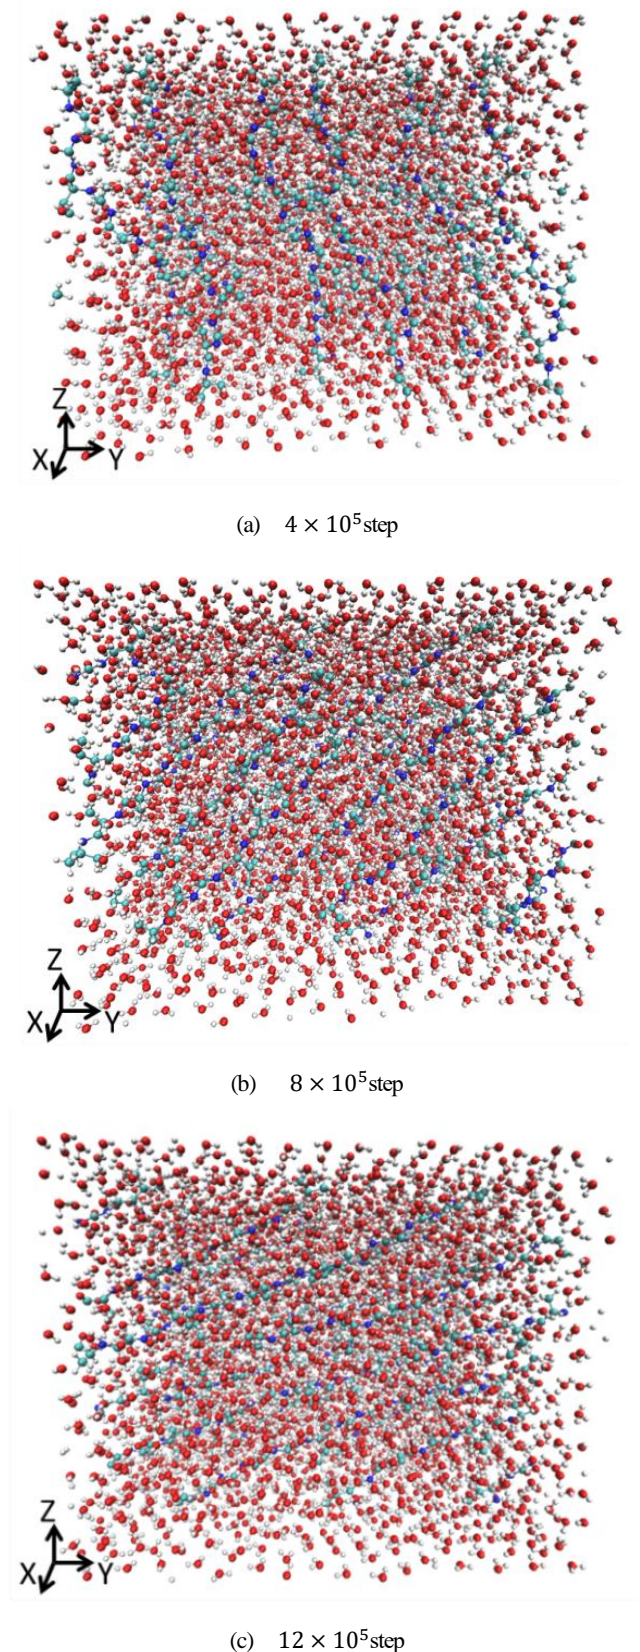 Z
X Y
(a) 4 × 10⁵step
Z
X Y
(b) 8 × 10⁵step
Z
X Y
(c) 12 × 10⁵step